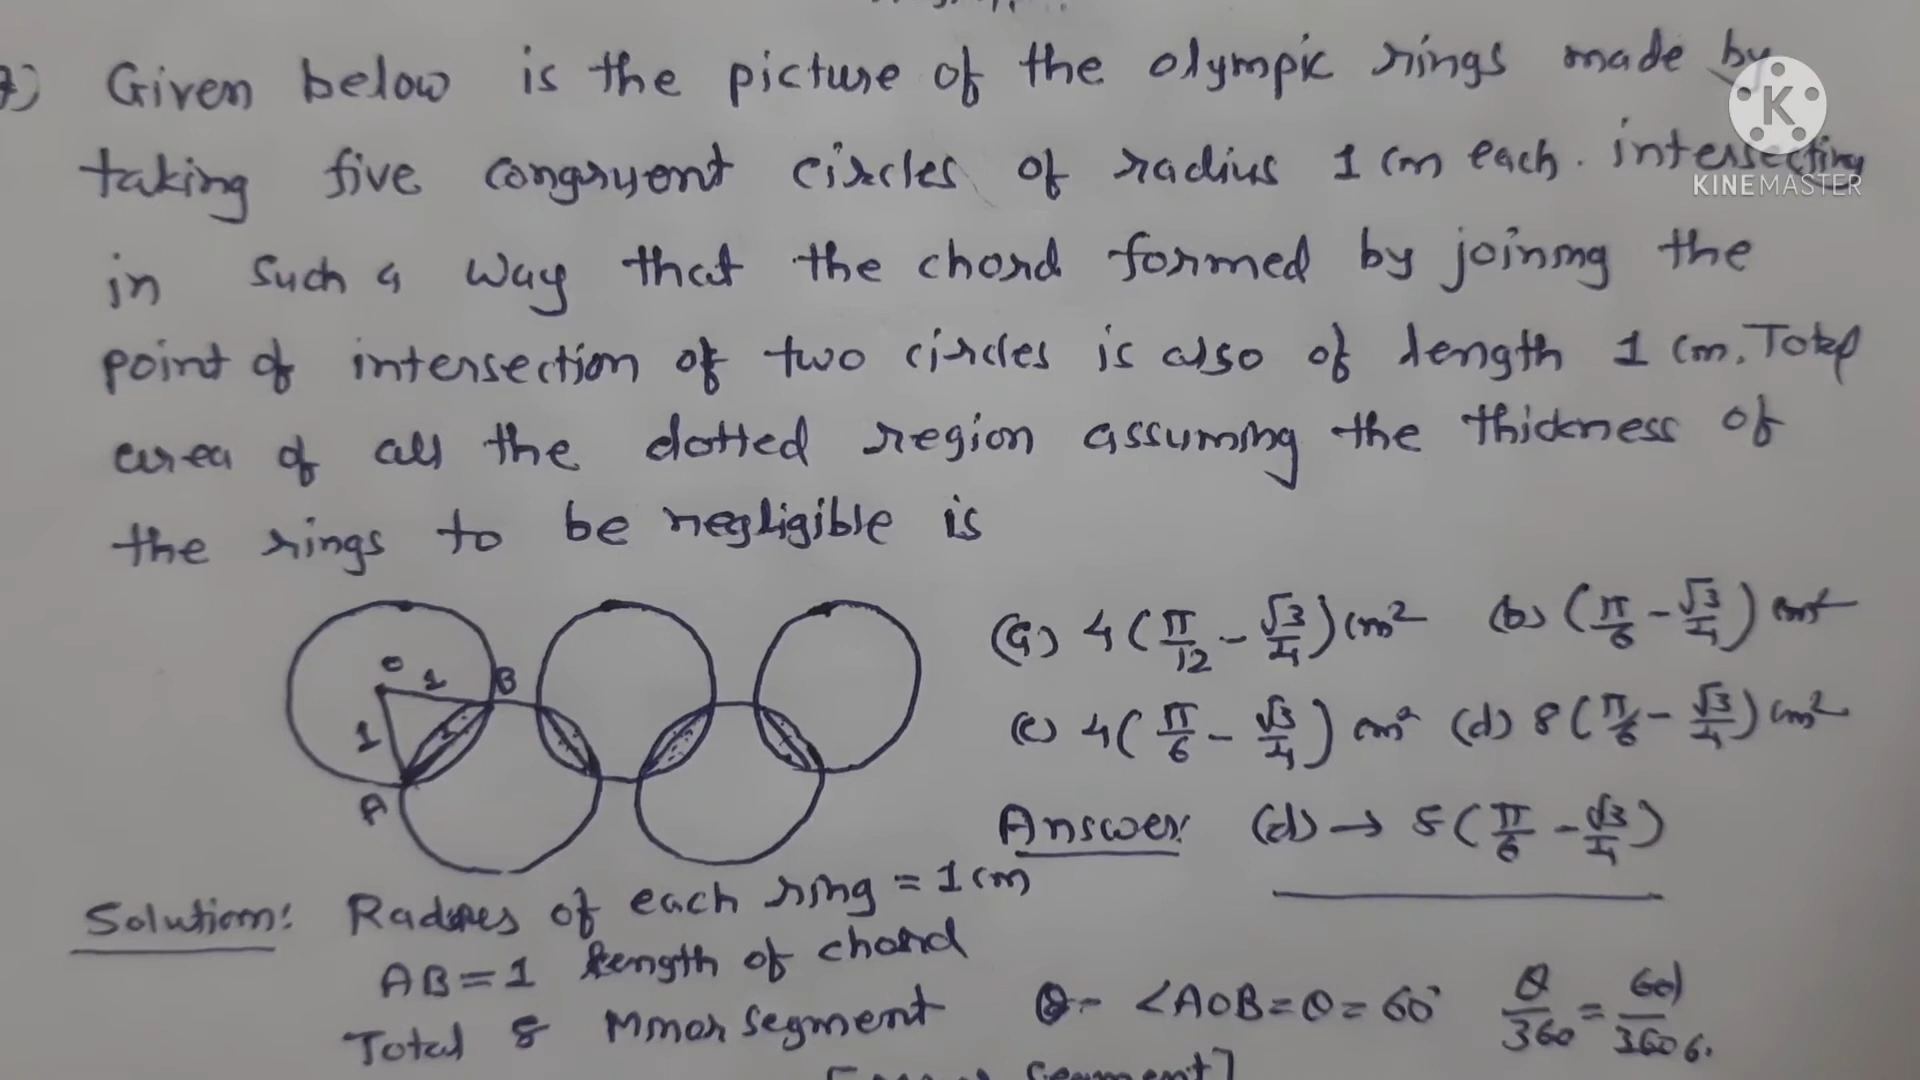 Given below is the picture of the olympic rings made by
taking five congruent circles of radius 1 cm each. intersecting
in such a way that the chord formed by joining the
point of intersection of two circles is also of length 1 cm. Total
area of all the dotted region assuming the thickness of
the rings to be negligible is
K
KINEMASTER
(a) 4(π/12 - √3/4) cm² (b) (π/6 - √3/4) cm²
(c) 4(π/6 - √3/4) cm² (d) 8(π/6 - √3/4) cm²
O
1
B
1
A
Answer: (d) → 8(π/6 - √3/4)
Solution: Radius of each ring = 1 cm
AB = 1 length of chord
Total 8 Minor segment
θ = ∠AOB = θ = 60° θ/360 = 60/360 6.
segment]